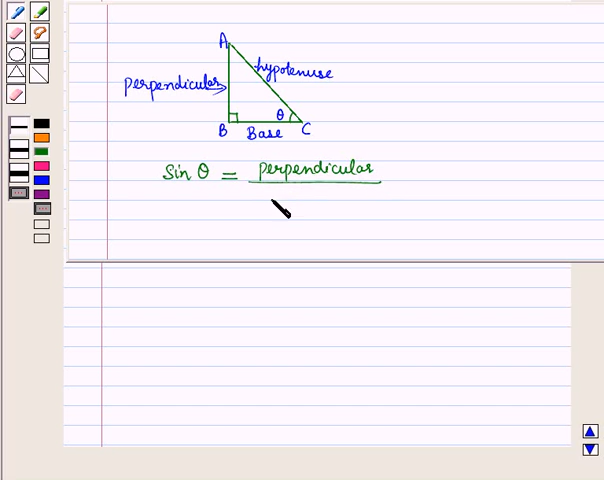 A
hypotenuse
perpendicular
θ
B
Base
C
Sin θ = perpendicular